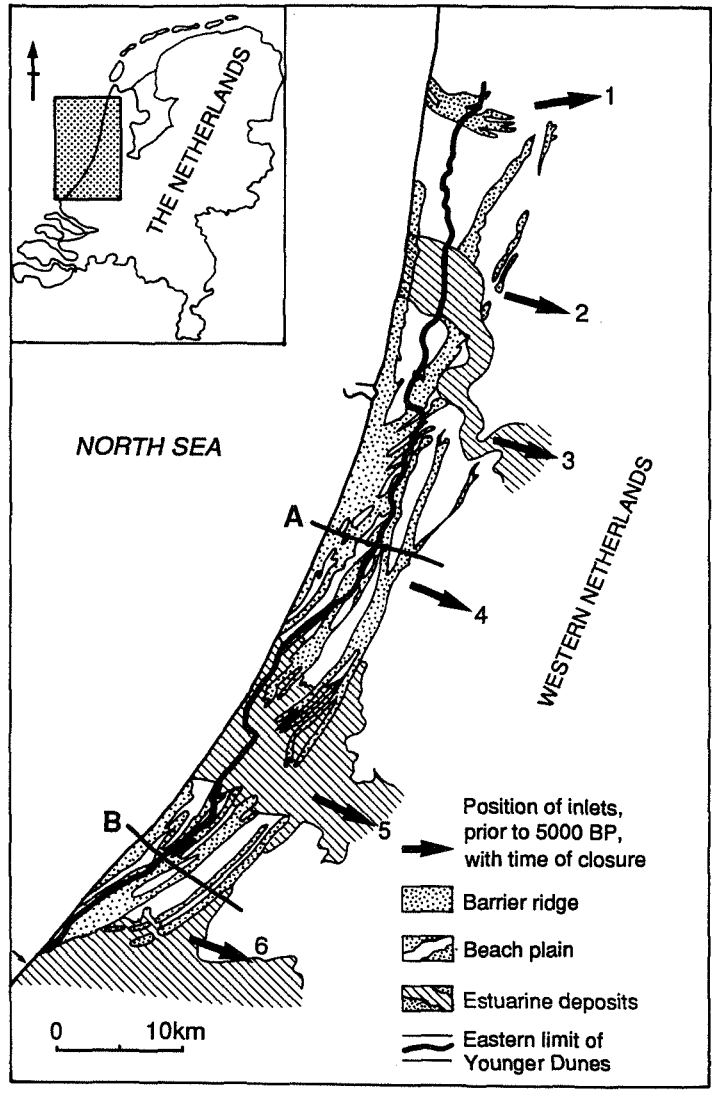 THE NETHERLANDS
1
2
NORTH SEA
3
A
WESTERN NETHERLANDS
4
5
B
6
Position of inlets,
prior to 5000 BP,
with time of closure
Barrier ridge
Beach plain
Estuarine deposits
Eastern limit of
Younger Dunes
0 10km